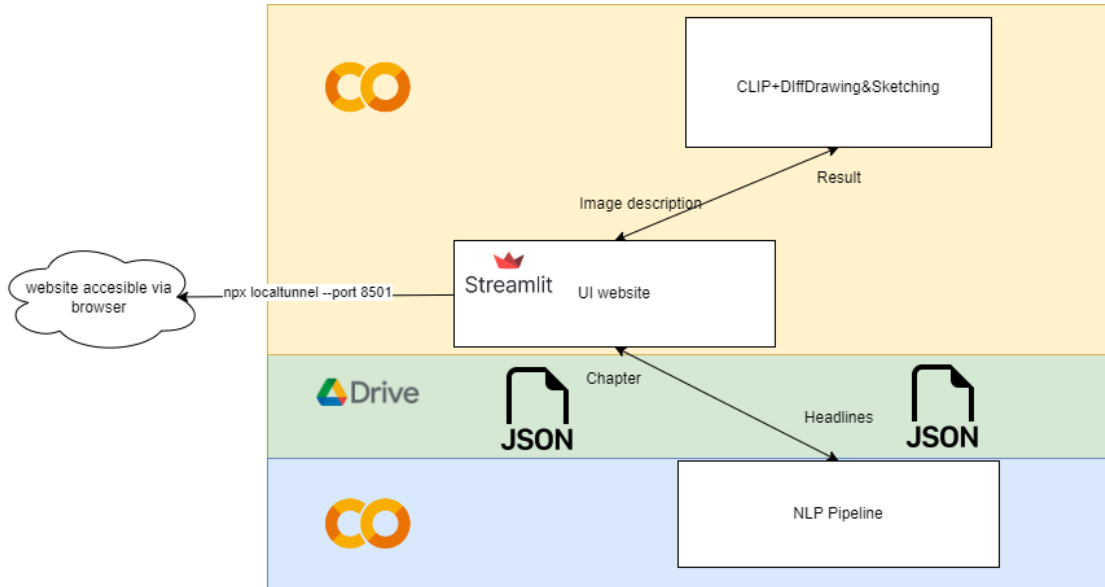 CLIP+DIffDrawing&Sketching
Result
Image description
Streamlit
UI website
website accesible via
browser
npx localtunnel --port 8501
Chapter
Drive
JSON
Headlines
JSON
NLP Pipeline